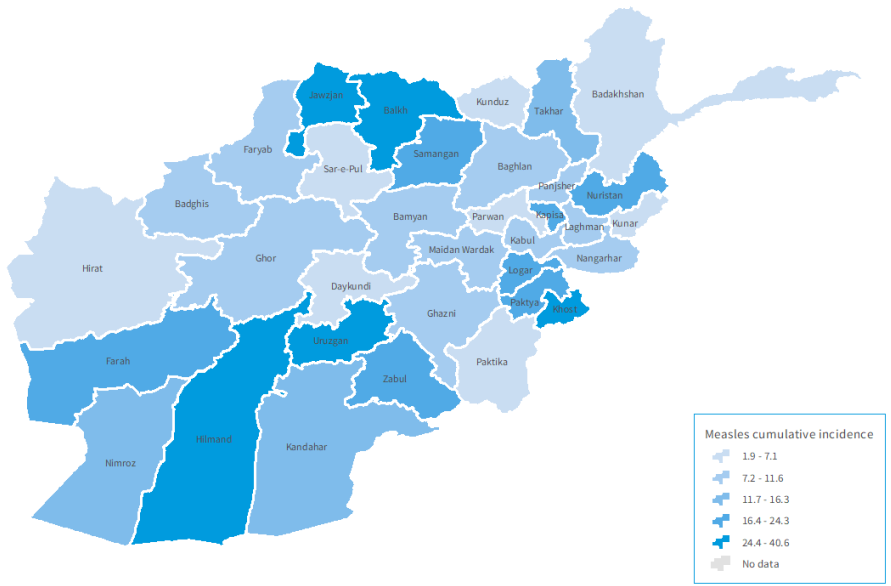 Jawzjan
Balkh
Kunduz
Takhar
Badakhshan
Faryab
Sar-e-Pul
Samangan
Baghlan
Panjsher
Nuristan
Badghis
Bamyan
Parwan
Kapisa
Laghman
Kunar
Hirat
Ghor
Maidan Wardak
Kabul
Nangarhar
Daykundi
Logar
Ghazni
Paktya
Khost
Uruzgan
Farah
Zabul
Paktika
Nimroz
Hilmand
Kandahar
Measles cumulative incidence
1.9 - 7.1
7.2 - 11.6
11.7 - 16.3
16.4 - 24.3
24.4 - 40.6
No data